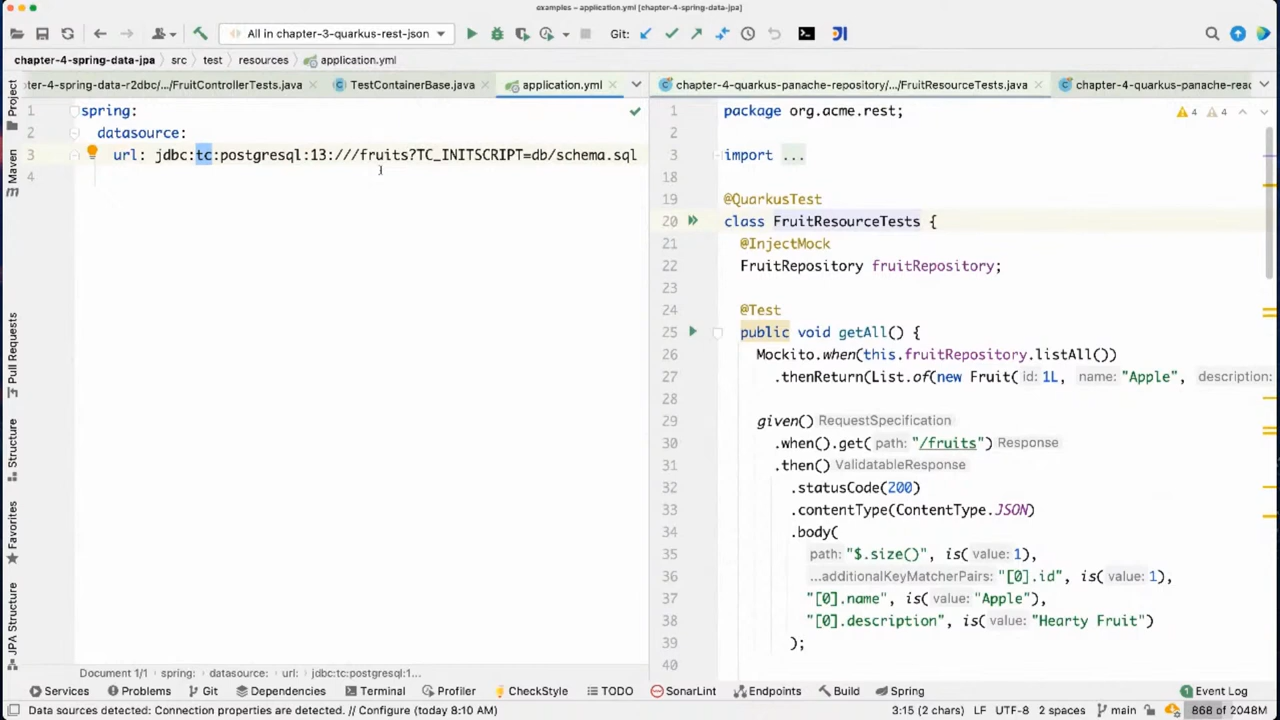 examples – application.yml [chapter-4-spring-data-jpa]
All in chapter-3-quarkus-rest-json
Git:
chapter-4-spring-data-jpa
src
test
resources
application.yml
hapter-4-spring-data-r2dbc/.../FruitControllerTests.java
TestContainerBase.java
application.yml
chapter-4-quarkus-panache-repository/.../FruitResourceTests.java
chapter-4-quarkus-panache-rea
Project
Maven
Pull Requests
Structure
Favorites
JPA Structure
1 spring:
2 datasource:
3 url: jdbc:tc:postgresql:13:///fruits?TC_INITSCRIPT=db/schema.sql
4
1 package org.acme.rest;
4 4
2
3 import ...
18
19 @QuarkusTest
20 class FruitResourceTests {
21 @InjectMock
22 FruitRepository fruitRepository;
23
24 @Test
25 public void getAll() {
26 Mockito.when(this.fruitRepository.listAll())
27 .thenReturn(List.of(new Fruit( id: 1L, name: "Apple", description:
28
29 given() RequestSpecification
30 .when().get( path: "/fruits") Response
31 .then() ValidatableResponse
32 .statusCode(200)
33 .contentType(ContentType.JSON)
34 .body(
35 path: "$.size()", is( value: 1),
36 ...additionalKeyMatcherPairs: "[0].id", is( value: 1),
37 "[0].name", is( value: "Apple"),
38 "[0].description", is( value: "Hearty Fruit")
39 );
40
Document 1/1
spring:
datasource:
url:
jdbc:tc:postgresql:1...
Services
Problems
Git
Dependencies
Terminal
Profiler
CheckStyle
TODO
SonarLint
Endpoints
Build
Spring
Event Log
Data sources detected: Connection properties are detected. // Configure (today 8:10 AM)
3:15 (2 chars)
LF
UTF-8
2 spaces
main
868 of 2048M